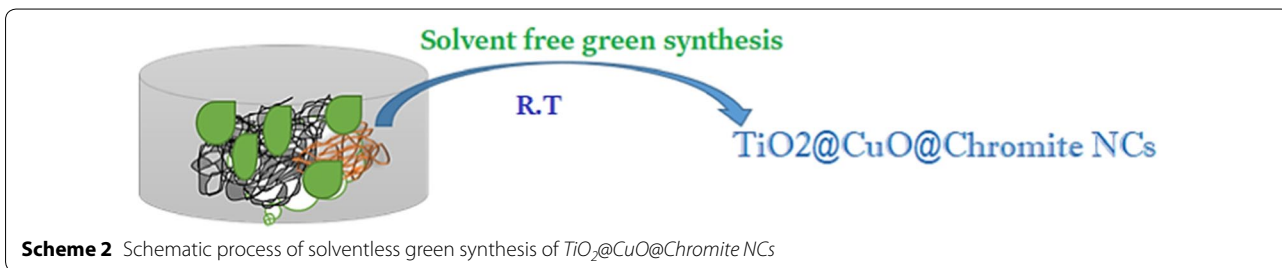 Solvent free green synthesis
R.T
TiO2@CuO@Chromite NCs
Scheme 2 Schematic process of solventless green synthesis of TiO₂@CuO@Chromite NCs